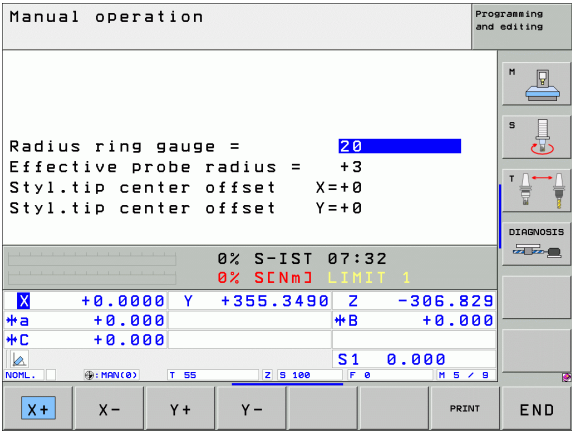 Manual operation
Programming
and editing
M
Radius ring gauge = 20
Effective probe radius = +3
Styl.tip center offset X=+0
Styl.tip center offset Y=+0
S
T
DIAGNOSIS
0% S-IST 07:32
0% S[Nm] LIMIT 1
X +0.0000 Y +355.3490 Z -306.829
a +0.000 B +0.000
C +0.000
S1 0.000
NOML. : MAN(0) T 55 Z S 100 F 0 M 5 / 9
X+ X- Y+ Y- PRINT END